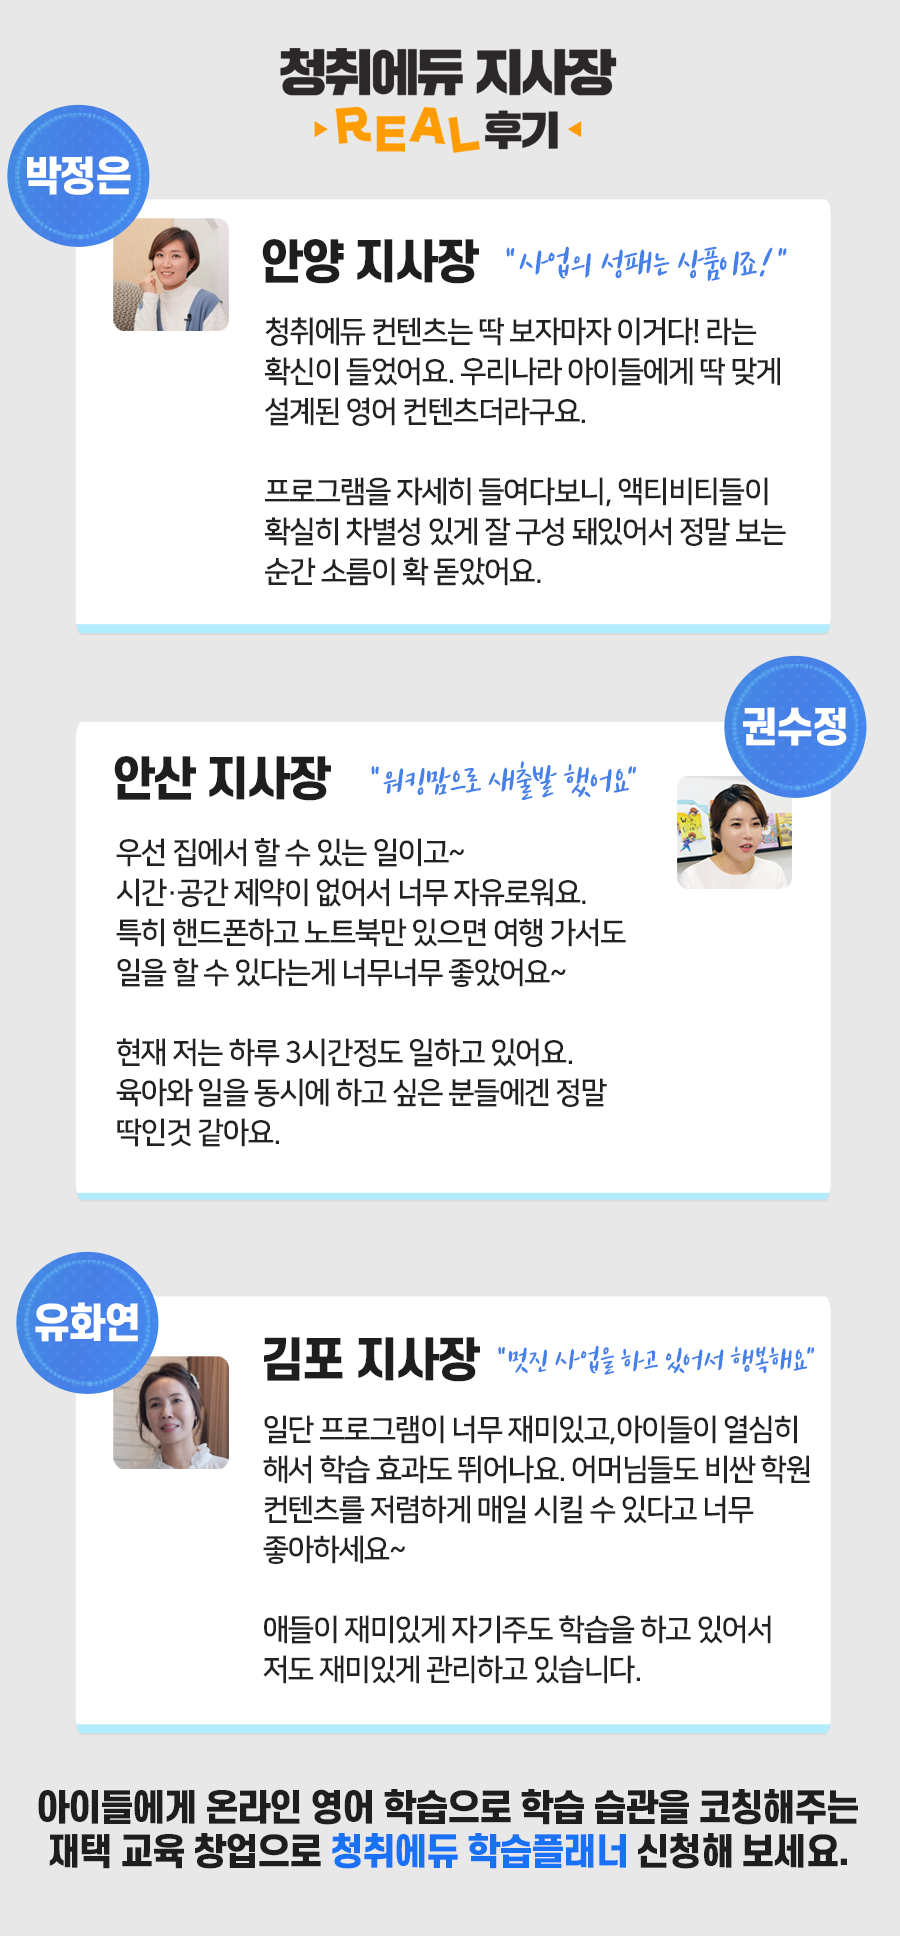 청취에듀 지사장
REAL 후기
박정은
안양 지사장 "사업의 성패는 상품이죠!"
청취에듀 컨텐츠는 딱 보자마자 이거다! 라는
확신이 들었어요. 우리나라 아이들에게 딱 맞게
설계된 영어 컨텐츠더라구요.
프로그램을 자세히 들여다보니, 액티비티들이
확실히 차별성 있게 잘 구성 돼있어서 정말 보는
순간 소름이 확 돋았어요.
권수정
안산 지사장 "워킹맘으로 새출발 했어요"
우선 집에서 할 수 있는 일이고~
시간·공간 제약이 없어서 너무 자유로워요.
특히 핸드폰하고 노트북만 있으면 여행 가서도
일을 할 수 있다는게 너무너무 좋았어요~
현재 저는 하루 3시간정도 일하고 있어요.
육아와 일을 동시에 하고 싶은 분들에겐 정말
딱인것 같아요.
유화연
김포 지사장 "멋진 사업을 하고 있어서 행복해요"
일단 프로그램이 너무 재미있고,아이들이 열심히
해서 학습 효과도 뛰어나요. 어머님들도 비싼 학원
컨텐츠를 저렴하게 매일 시킬 수 있다고 너무
좋아하세요~
애들이 재미있게 자기주도 학습을 하고 있어서
저도 재미있게 관리하고 있습니다.
아이들에게 온라인 영어 학습으로 학습 습관을 코칭해주는
재택 교육 창업으로 청취에듀 학습플래너 신청해 보세요.